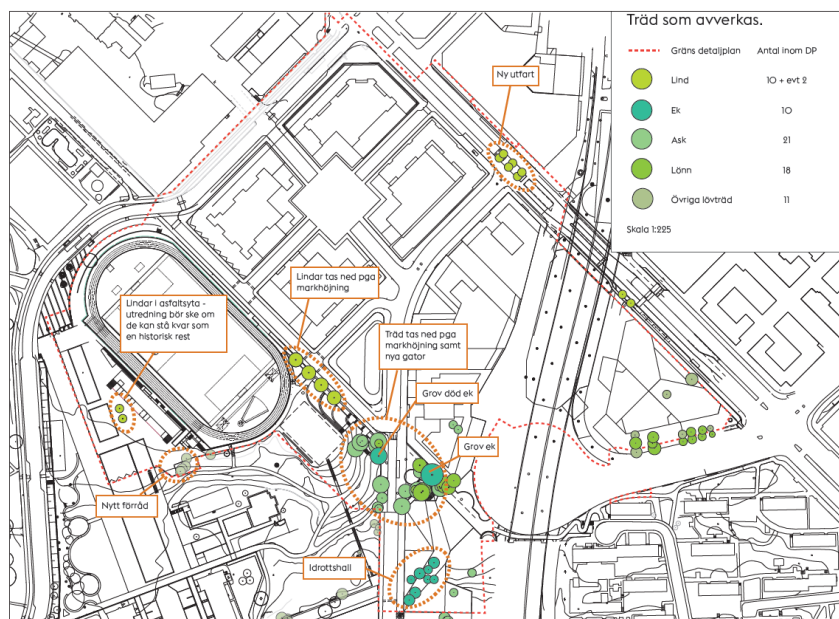 Träd som avverkas.
Gräns detaljplan Antal inom DP
Lind 10 + evt 2
Ek 10
Ask 21
Lönn 18
Övriga lövträd 11
Skala 1:225
Ny utfart
Lindar tas ned pga
markhöjning
Lindar i asfaltsyta -
utredning bör ske om
de kan stå kvar som
en historisk rest
Träd tas ned pga
markhöjning samt
nya gator
Grov död ek
Grov ek
Nytt förråd
Idrottshall